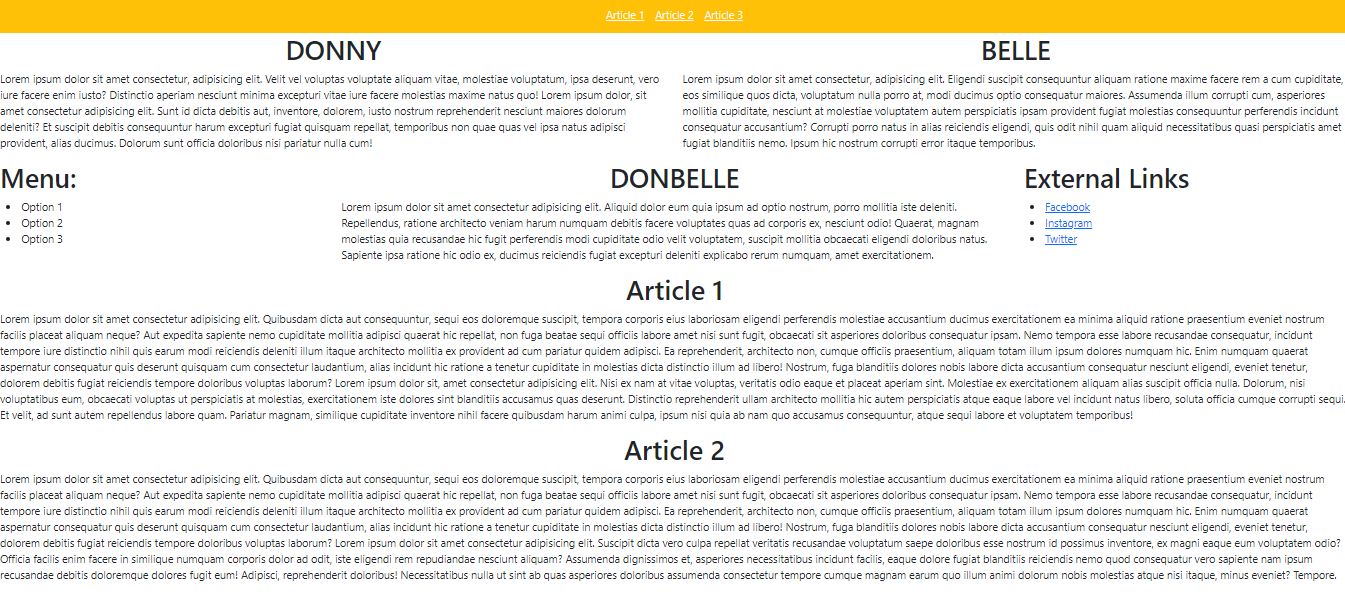 Article 1 Article 2 Article 3
DONNY
Lorem ipsum dolor sit amet consectetur, adipisicing elit. Velit vel voluptas voluptate aliquam vitae, molestiae voluptatum, ipsa deserunt, vero
iure facere enim iusto? Distinctio aperiam nesciunt minima excepturi vitae iure facere molestias maxime natus quo! Lorem ipsum dolor, sit
amet consectetur adipisicing elit. Sunt id dicta debitis aut, inventore, dolorem, iusto nostrum reprehenderit nesciunt maiores dolorum
deleniti? Et suscipit debitis consequuntur harum excepturi fugiat quisquam repellat, temporibus non quae quas vel ipsa natus adipisci
provident, alias ducimus. Dolorum sunt officia doloribus nisi pariatur nulla cum!
BELLE
Lorem ipsum dolor sit amet consectetur, adipisicing elit. Eligendi suscipit consequuntur aliquam ratione maxime facere rem a cum cupiditate,
eos similique quos dicta, voluptatum nulla porro at, modi ducimus optio consequatur maiores. Assumenda illum corrupti cum, asperiores
mollitia cupiditate, nesciunt at molestiae voluptatem autem perspiciatis ipsam provident fugiat molestias consequuntur perferendis incidunt
consequatur accusantium? Corrupti porro natus in alias reiciendis eligendi, quis odit nihil quam aliquid necessitatibus quasi perspiciatis amet
fugiat blanditiis nemo. Ipsum hic nostrum corrupti error itaque temporibus.
Menu:
Option 1
Option 2
Option 3
DONBELLE
Lorem ipsum dolor sit amet consectetur adipisicing elit. Aliquid dolor eum quia ipsum ad optio nostrum, porro mollitia iste deleniti.
Repellendus, ratione architecto veniam harum numquam debitis facere voluptates quas ad corporis ex, nesciunt odio! Quaerat, magnam
molestias quia recusandae hic fugit perferendis modi cupiditate odio velit voluptatem, suscipit mollitia obcaecati eligendi doloribus natus.
Sapiente ipsa ratione hic odio ex, ducimus reiciendis fugiat excepturi deleniti explicabo rerum numquam, amet exercitationem.
External Links
Facebook
Instagram
Twitter
Article 1
Lorem ipsum dolor sit amet consectetur adipisicing elit. Quibusdam dicta aut consequuntur, sequi eos doloremque suscipit, tempora corporis eius laboriosam eligendi perferendis molestiae accusantium ducimus exercitationem ea minima aliquid ratione praesentium eveniet nostrum
facilis placeat aliquam neque? Aut expedita sapiente nemo cupiditate mollitia adipisci quaerat hic repellat, non fuga beatae sequi officiis labore amet nisi sunt fugit, obcaecati sit asperiores doloribus consequatur ipsam. Nemo tempora esse labore recusandae consequatur, incidunt
tempore iure distinctio nihil quis earum modi reiciendis deleniti illum itaque architecto mollitia ex provident ad cum pariatur quidem adipisci. Ea reprehenderit, architecto non, cumque officiis praesentium, aliquam totam illum ipsum dolores numquam hic. Enim numquam quaerat
aspernatur consequatur quis deserunt quisquam cum consectetur laudantium, alias incidunt hic ratione a tenetur cupiditate in molestias dicta distinctio illum ad libero! Nostrum, fuga blanditiis dolores nobis labore dicta accusantium consequatur nesciunt eligendi, eveniet tenetur,
dolorem debitis fugiat reiciendis tempore doloribus voluptas laborum? Lorem ipsum dolor sit, amet consectetur adipisicing elit. Nisi ex nam at vitae voluptas, veritatis odio eaque et placeat aperiam sint. Molestiae ex exercitationem aliquam alias suscipit officia nulla. Dolorum, nisi
voluptatibus eum, obcaecati voluptas ut perspiciatis at molestias, exercitationem iste dolores sint blanditiis accusamus quas deserunt. Distinctio reprehenderit ullam architecto mollitia hic autem perspiciatis atque eaque labore vel incidunt natus libero, soluta officia cumque corrupti sequi.
Et velit, ad sunt autem repellendus labore quam. Pariatur magnam, similique cupiditate inventore nihil facere quibusdam harum animi culpa, ipsum nisi quia ab nam quo accusamus consequuntur, atque sequi labore et voluptatem temporibus!
Article 2
Lorem ipsum dolor sit amet consectetur adipisicing elit. Quibusdam dicta aut consequuntur, sequi eos doloremque suscipit, tempora corporis eius laboriosam eligendi perferendis molestiae accusantium ducimus exercitationem ea minima aliquid ratione praesentium eveniet nostrum
facilis placeat aliquam neque? Aut expedita sapiente nemo cupiditate mollitia adipisci quaerat hic repellat, non fuga beatae sequi officiis labore amet nisi sunt fugit, obcaecati sit asperiores doloribus consequatur ipsam. Nemo tempora esse labore recusandae consequatur, incidunt
tempore iure distinctio nihil quis earum modi reiciendis deleniti illum itaque architecto mollitia ex provident ad cum pariatur quidem adipisci. Ea reprehenderit, architecto non, cumque officiis praesentium, aliquam totam illum ipsum dolores numquam hic. Enim numquam quaerat
aspernatur consequatur quis deserunt quisquam cum consectetur laudantium, alias incidunt hic ratione a tenetur cupiditate in molestias dicta distinctio illum ad libero! Nostrum, fuga blanditiis dolores nobis labore dicta accusantium consequatur nesciunt eligendi, eveniet tenetur,
dolorem debitis fugiat reiciendis tempore doloribus voluptas laborum? Lorem ipsum dolor sit amet consectetur adipisicing elit. Suscipit dicta vero culpa repellat veritatis recusandae voluptatum saepe doloribus esse nostrum id possimus inventore, ex magni eaque eum voluptatem odio?
Officia facilis enim facere in similique numquam corporis dolor ad odit, iste eligendi rem repudiandae nesciunt aliquam? Assumenda dignissimos et, asperiores necessitatibus incidunt facilis, eaque dolore fugiat blanditiis reiciendis nemo quod consequatur vero sapiente nam ipsum
recusandae debitis doloremque dolores fugit eum! Adipisci, reprehenderit doloribus! Necessitatibus nulla ut sint ab quas asperiores doloribus assumenda consectetur tempore cumque magnam earum quo illum animi dolorum nobis molestias atque nisi itaque, minus eveniet? Tempore.